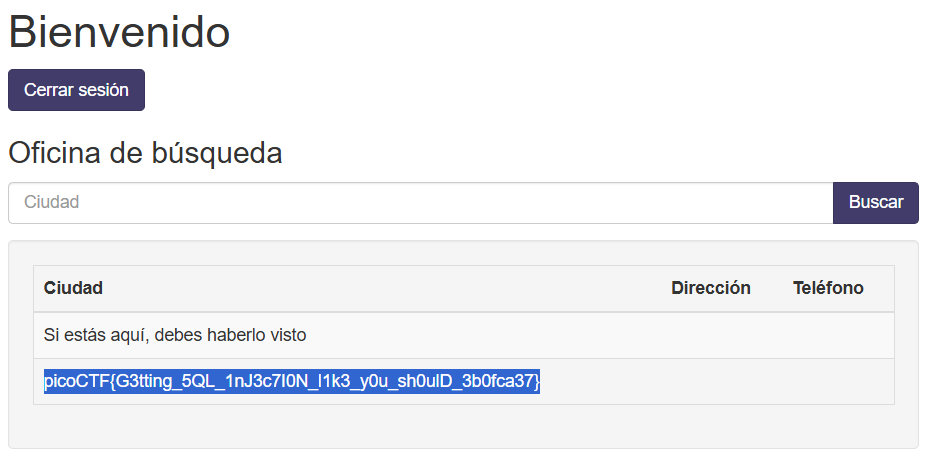 Bienvenido
Cerrar sesión
Oficina de búsqueda
Ciudad Buscar
Ciudad Dirección Teléfono
Si estás aquí, debes haberlo visto
picoCTF{G3tting_5QL_1nJ3c7I0N_l1k3_y0u_sh0ulD_3b0fca37}